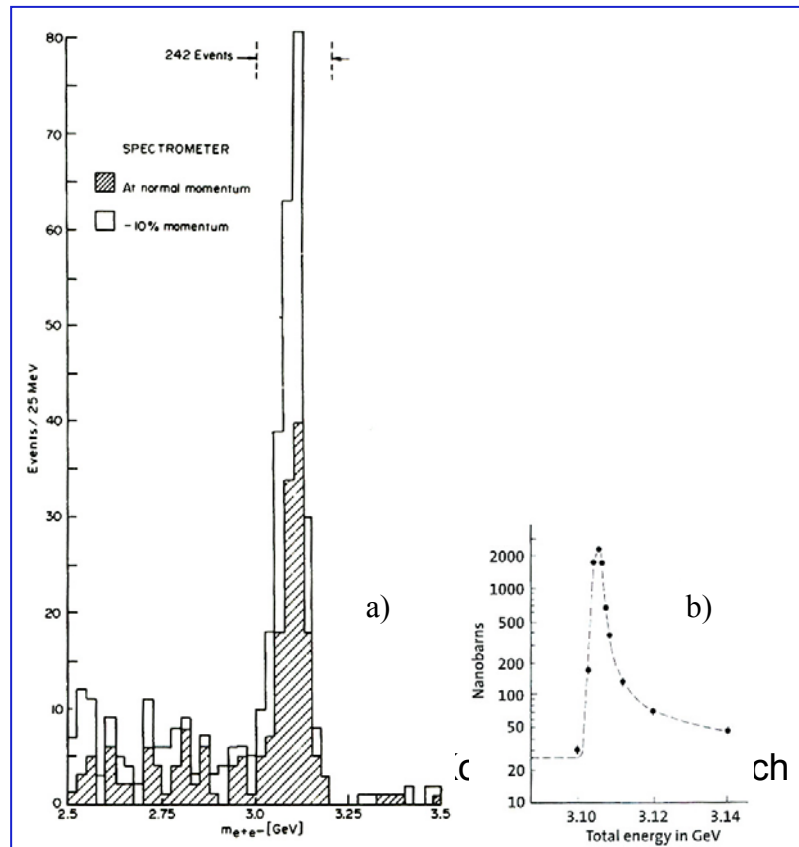 80
242 Events
70
SPECTROMETER
At normal momentum
-10% momentum
60
50
40
30
20
10
0
Events / 25 MeV
2.5
2.75
3.0
3.25
3.5
me+e- [GeV]
a)
b)
2000
1000
500
200
100
50
20
10
Nanobarns
3.10
3.12
3.14
Total energy in GeV
ch